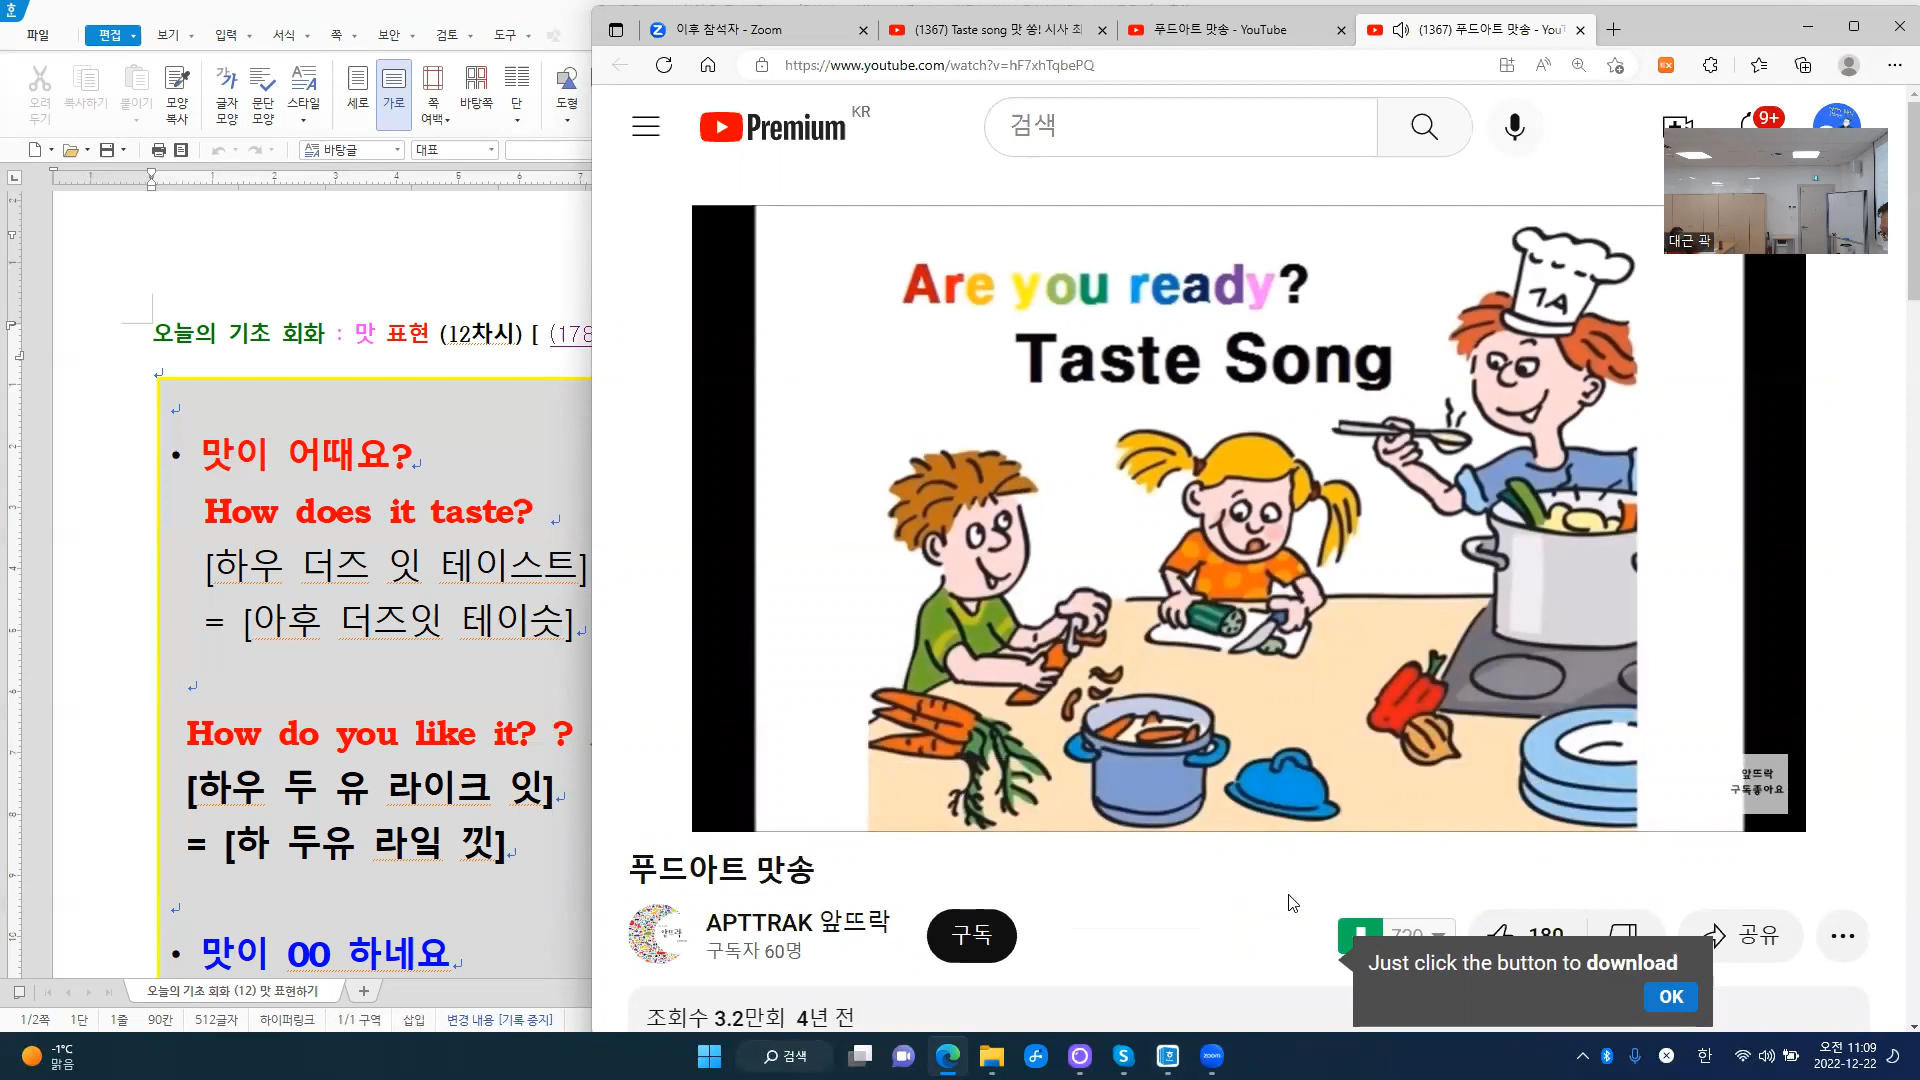 파일
편집
보기
입력
서식
쪽
보안
검토
도구
오려
두기
복사하기
붙이기
모양
복사
글자
모양
문단
모양
스타일
세로
가로
쪽
여백
바탕쪽
단
도형
바탕글
대표
오늘의 기초 회화 : 맛 표현 (12차시) [ (178
• 맛이 어때요?
How does it taste?
[하우 더즈 잇 테이스트]
= [아후 더즈잇 테이슷]
How do you like it? ?
[하우 두 유 라이크 잇]
= [하 두유 라잌 낏]
• 맛이 00 하네요
오늘의 기초 회화 (12) 맛 표현하기
1/2쪽 1단 1줄 90칸 512글자 하이퍼링크 1/1 구역 삽입 변경 내용 [기록 중지]
이후 참석자 - Zoom
(1367) Taste song 맛 쏭! 시사 최
푸드아트 맛송 - YouTube
(1367) 푸드아트 맛송 - YouT
https://www.youtube.com/watch?v=hF7xhTqbePQ
Premium KR
검색
9+
대근 곽
Are you ready?
Taste Song
앞뜨락
구독좋아요
푸드아트 맛송
APTTRAK 앞뜨락
구독자 60명
구독
720
180
공유
Just click the button to download
OK
조회수 3.2만회 4년 전
-1°C
맑음
검색
zoom
한
오전 11:09
2022-12-22